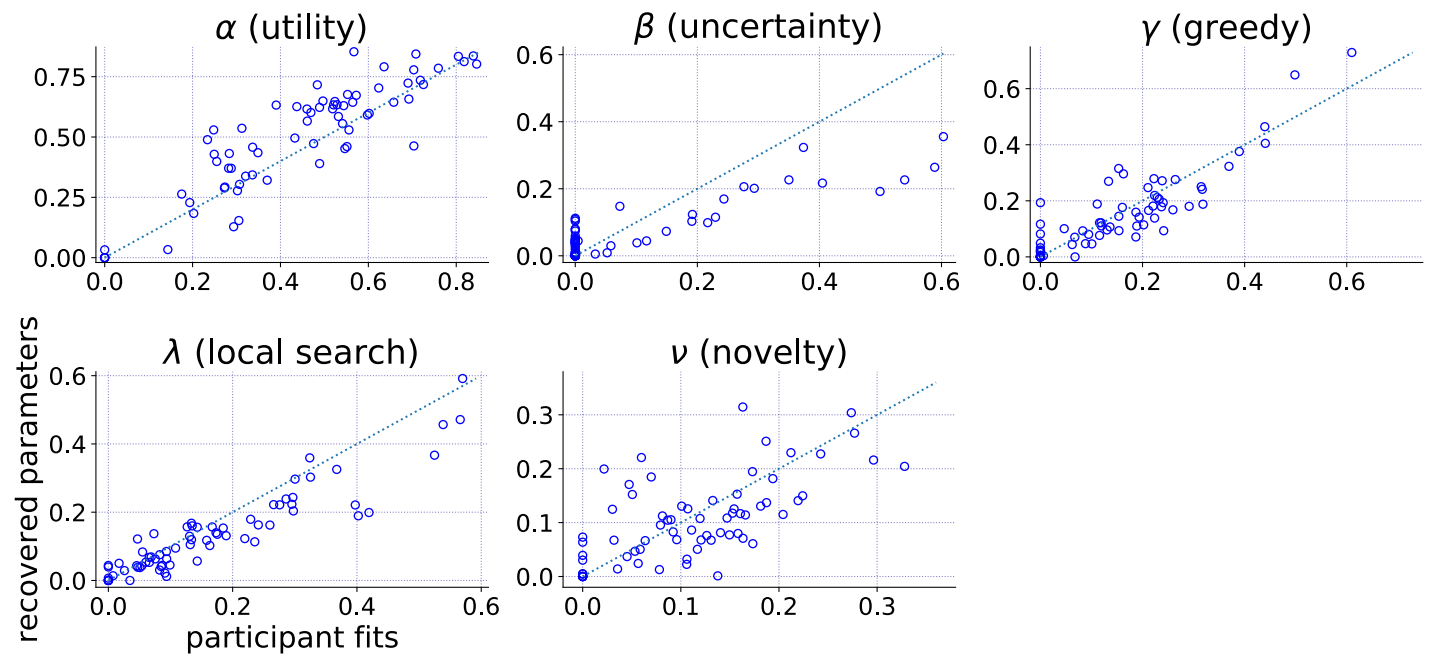 α (utility)
0.75
0.50
0.25
0.00
0.0 0.2 0.4 0.6 0.8
β (uncertainty)
0.6
0.4
0.2
0.0
0.0 0.2 0.4 0.6
γ (greedy)
0.6
0.4
0.2
0.0
0.0 0.2 0.4 0.6
λ (local search)
0.6
0.4
0.2
0.0
0.0 0.2 0.4 0.6
recovered parameters
participant fits
ν (novelty)
0.3
0.2
0.1
0.0
0.0 0.1 0.2 0.3